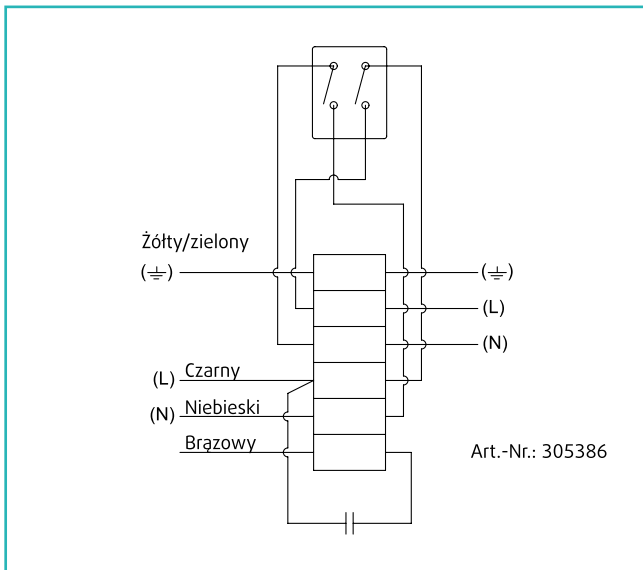 Żółty/zielony
(⏚) (⏚)
(L)
(N)
(L) Czarny
(N) Niebieski
Brązowy
Art.-Nr.: 305386